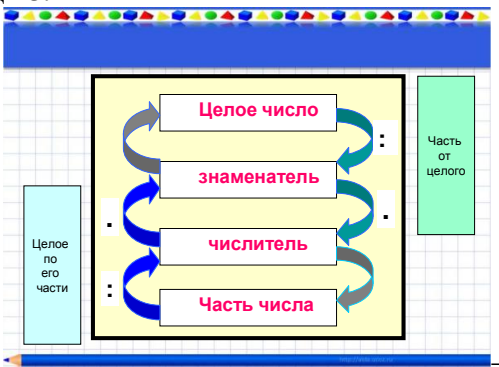 Целое число
:
Часть
от
целого
знаменатель
.
.
Целое
по
его
части
числитель
:
Часть числа